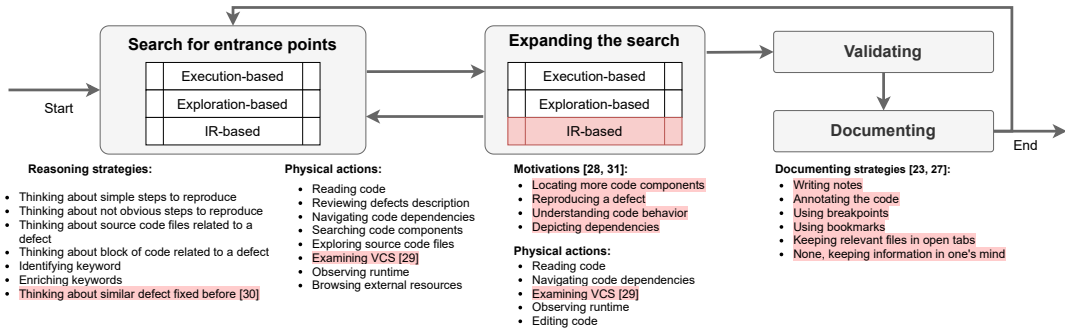 Search for entrance points
Execution-based
Exploration-based
IR-based
Expanding the search
Execution-based
Exploration-based
IR-based
Validating
Documenting
Start
End
Reasoning strategies:
Thinking about simple steps to reproduce
Thinking about not obvious steps to reproduce
Thinking about source code files related to a
defect
Thinking about block of code related to a defect
Identifying keyword
Enriching keywords
Thinking about similar defect fixed before [30]
Physical actions:
Reading code
Reviewing defects description
Navigating code dependencies
Searching code components
Exploring source code files
Examining VCS [29]
Observing runtime
Browsing external resources
Motivations [28, 31]:
Locating more code components
Reproducing a defect
Understanding code behavior
Depicting dependencies
Physical actions:
Reading code
Navigating code dependencies
Examining VCS [29]
Observing runtime
Editing code
Documenting strategies [23, 27]:
Writing notes
Annotating the code
Using breakpoints
Using bookmarks
Keeping relevant files in open tabs
None, keeping information in one's mind